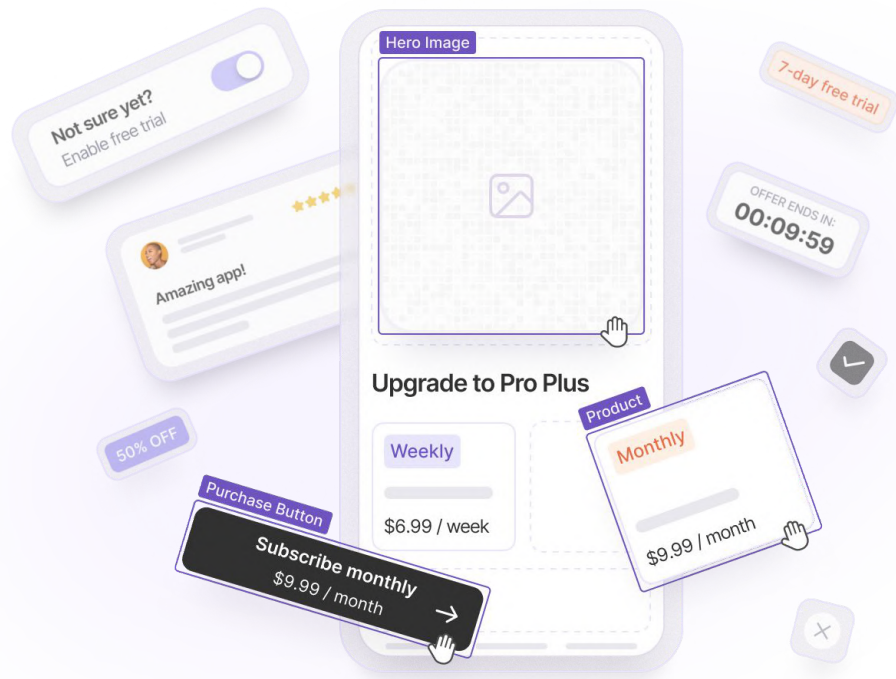 Hero Image
Not sure yet?
Enable free trial
7-day free trial
OFFER ENDS IN:
00:09:59
Amazing app!
Upgrade to Pro Plus
50% OFF
Weekly
$6.99 / week
Product
Monthly
$9.99 / month
Purchase Button
Subscribe monthly
$9.99 / month